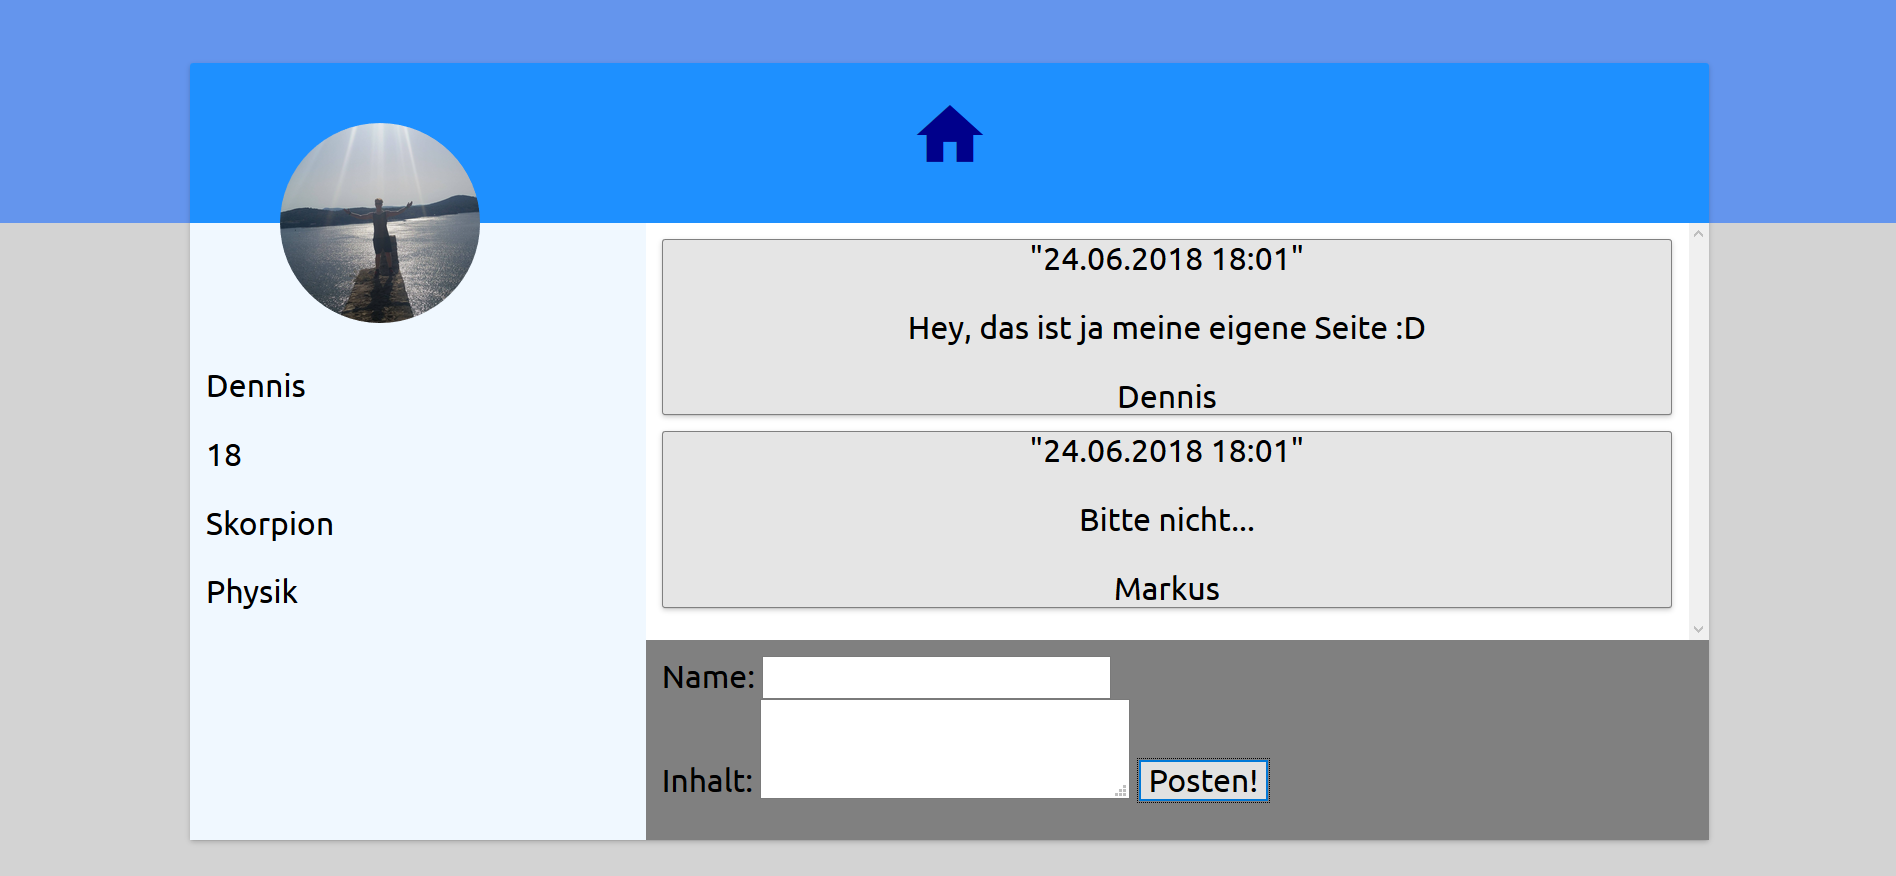 Dennis
18
Skorpion
Physik
"24.06.2018 18:01"
Hey, das ist ja meine eigene Seite :D
Dennis
"24.06.2018 18:01"
Bitte nicht...
Markus
Name:
Inhalt:
Posten!